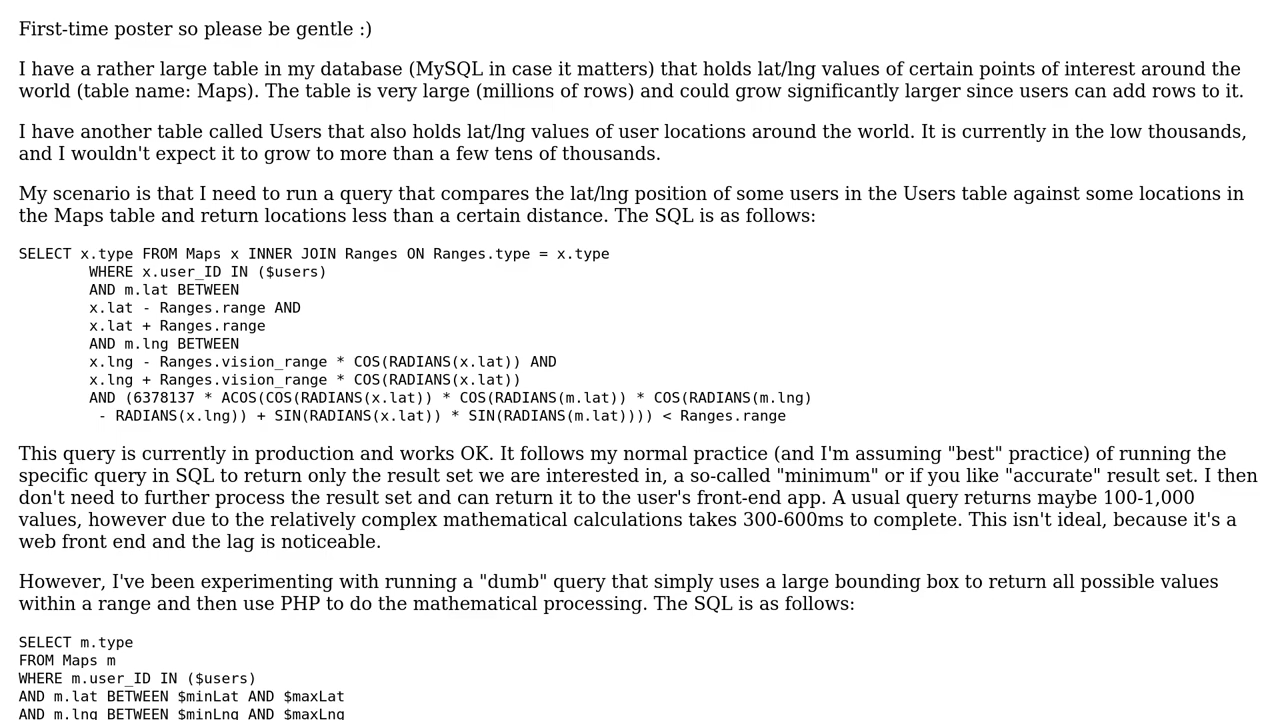 First-time poster so please be gentle :)
I have a rather large table in my database (MySQL in case it matters) that holds lat/lng values of certain points of interest around the
world (table name: Maps). The table is very large (millions of rows) and could grow significantly larger since users can add rows to it.
I have another table called Users that also holds lat/lng values of user locations around the world. It is currently in the low thousands,
and I wouldn't expect it to grow to more than a few tens of thousands.
My scenario is that I need to run a query that compares the lat/lng position of some users in the Users table against some locations in
the Maps table and return locations less than a certain distance. The SQL is as follows:
SELECT x.type FROM Maps x INNER JOIN Ranges ON Ranges.type = x.type
        WHERE x.user_ID IN ($users)
        AND m.lat BETWEEN
        x.lat - Ranges.range AND
        x.lat + Ranges.range
        AND m.lng BETWEEN
        x.lng - Ranges.vision_range * COS(RADIANS(x.lat)) AND
        x.lng + Ranges.vision_range * COS(RADIANS(x.lat))
        AND (6378137 * ACOS(COS(RADIANS(x.lat)) * COS(RADIANS(m.lat)) * COS(RADIANS(m.lng)
         - RADIANS(x.lng)) + SIN(RADIANS(x.lat)) * SIN(RADIANS(m.lat)))) < Ranges.range
This query is currently in production and works OK. It follows my normal practice (and I'm assuming "best" practice) of running the
specific query in SQL to return only the result set we are interested in, a so-called "minimum" or if you like "accurate" result set. I then
don't need to further process the result set and can return it to the user's front-end app. A usual query returns maybe 100-1,000
values, however due to the relatively complex mathematical calculations takes 300-600ms to complete. This isn't ideal, because it's a
web front end and the lag is noticeable.
However, I've been experimenting with running a "dumb" query that simply uses a large bounding box to return all possible values
within a range and then use PHP to do the mathematical processing. The SQL is as follows:
SELECT m.type
FROM Maps m
WHERE m.user_ID IN ($users)
AND m.lat BETWEEN $minLat AND $maxLat
AND m.lng BETWEEN $minLng AND $maxLng